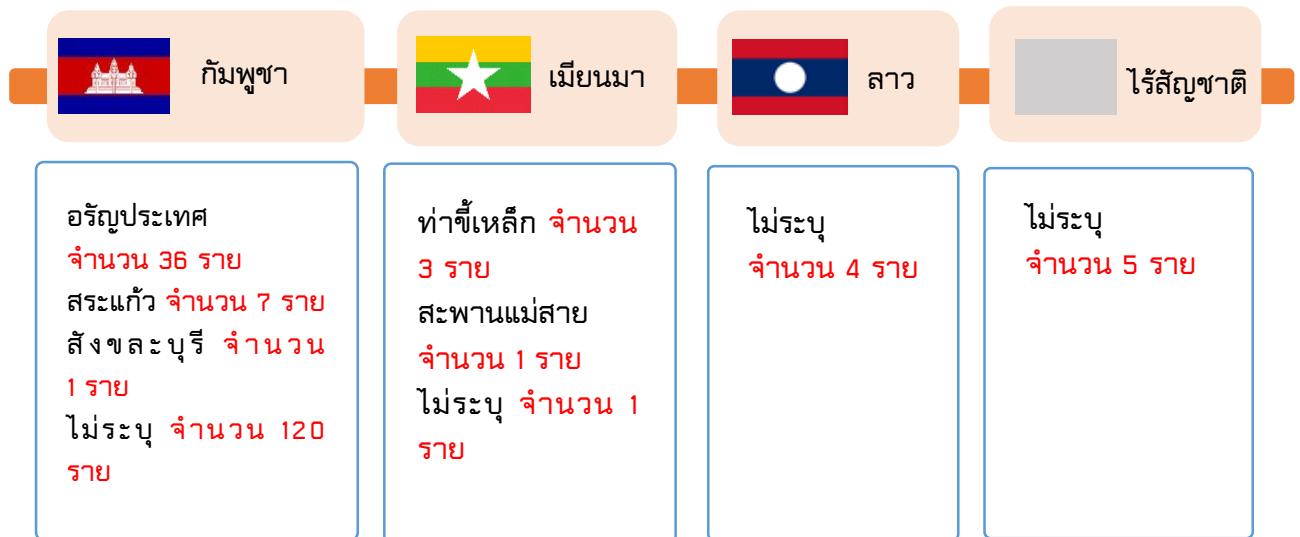 กัมพูชา
เมียนมา
ลาว
ไร้สัญชาติ
อรัญประเทศ
จำนวน 36 ราย
สระแก้ว จำนวน 7 ราย
สังขละบุรี จำนวน
1 ราย
ไม่ระบุ จำนวน 120
ราย
ท่าขี้เหล็ก จำนวน
3 ราย
สะพานแม่สาย
จำนวน 1 ราย
ไม่ระบุ จำนวน 1
ราย
ไม่ระบุ
จำนวน 4 ราย
ไม่ระบุ
จำนวน 5 ราย